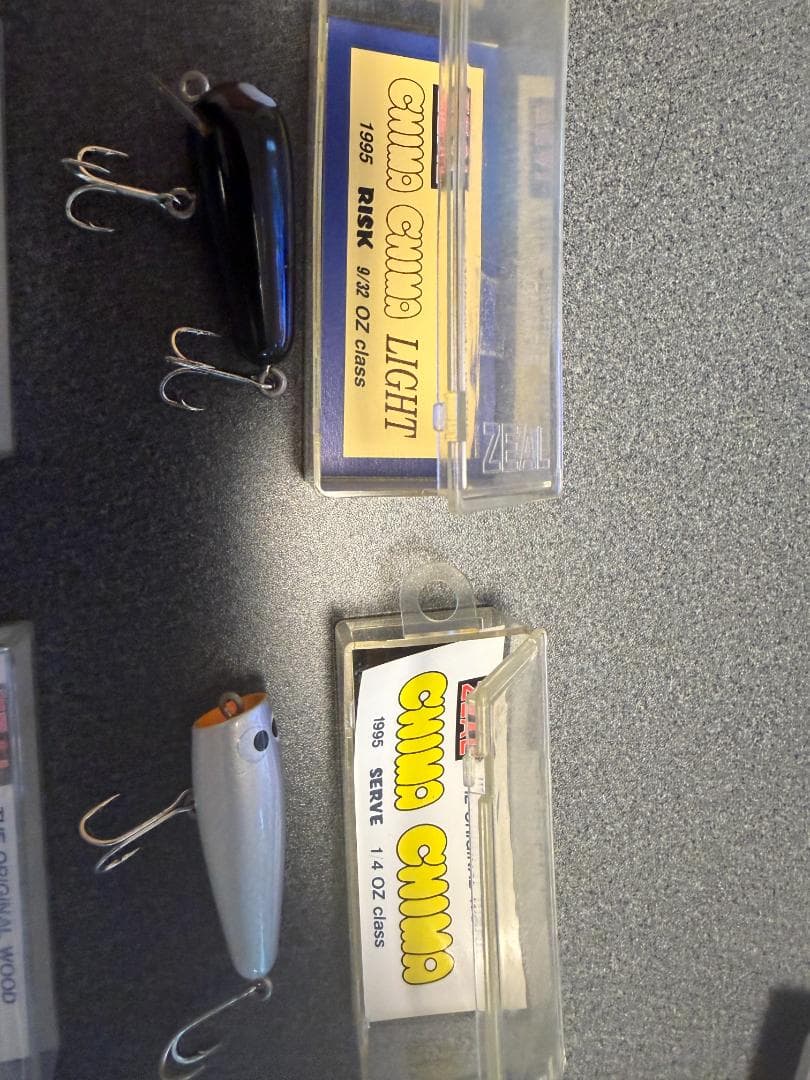 CHIMA CHIMA LIGHT
1995 RISK 9/32 OZ class
ZEAL
ZEAL
CHIMA CHIMA
1995 SERVE 1/4 OZ class
THE ORIGINAL WOOD